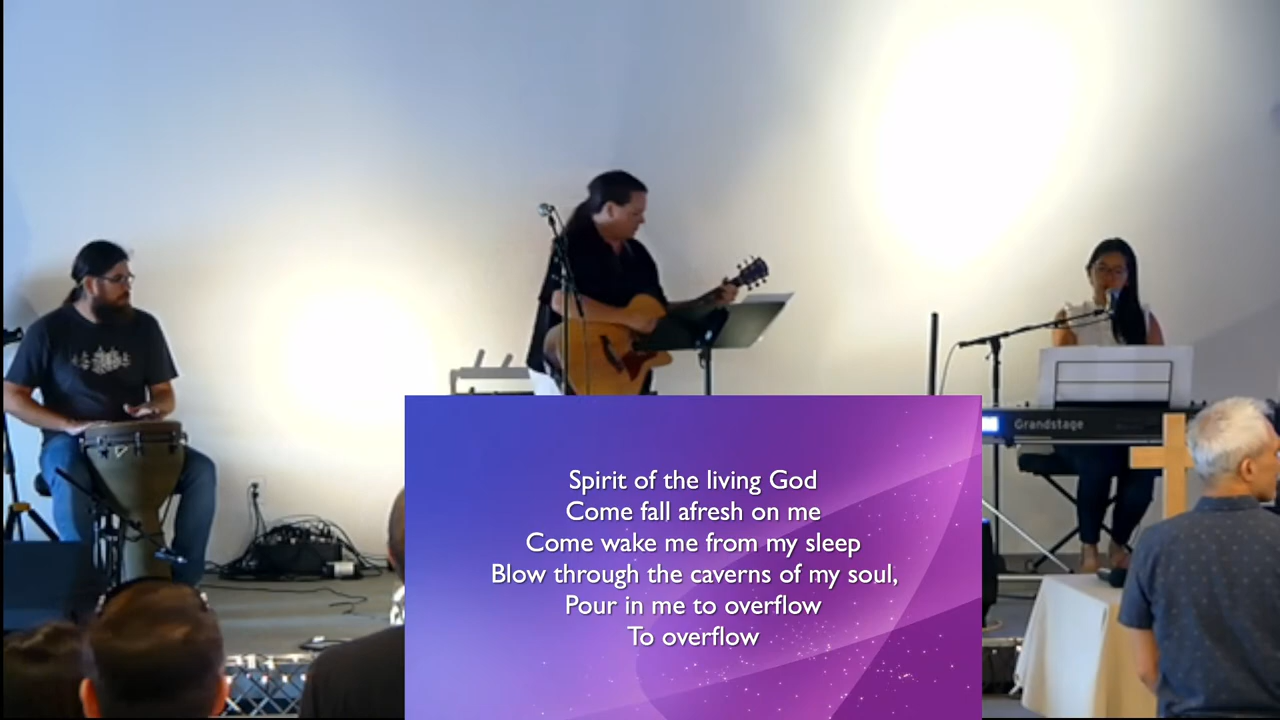 Grandstage
Spirit of the living God
Come fall afresh on me
Come wake me from my sleep
Blow through the caverns of my soul,
Pour in me to overflow
To overflow